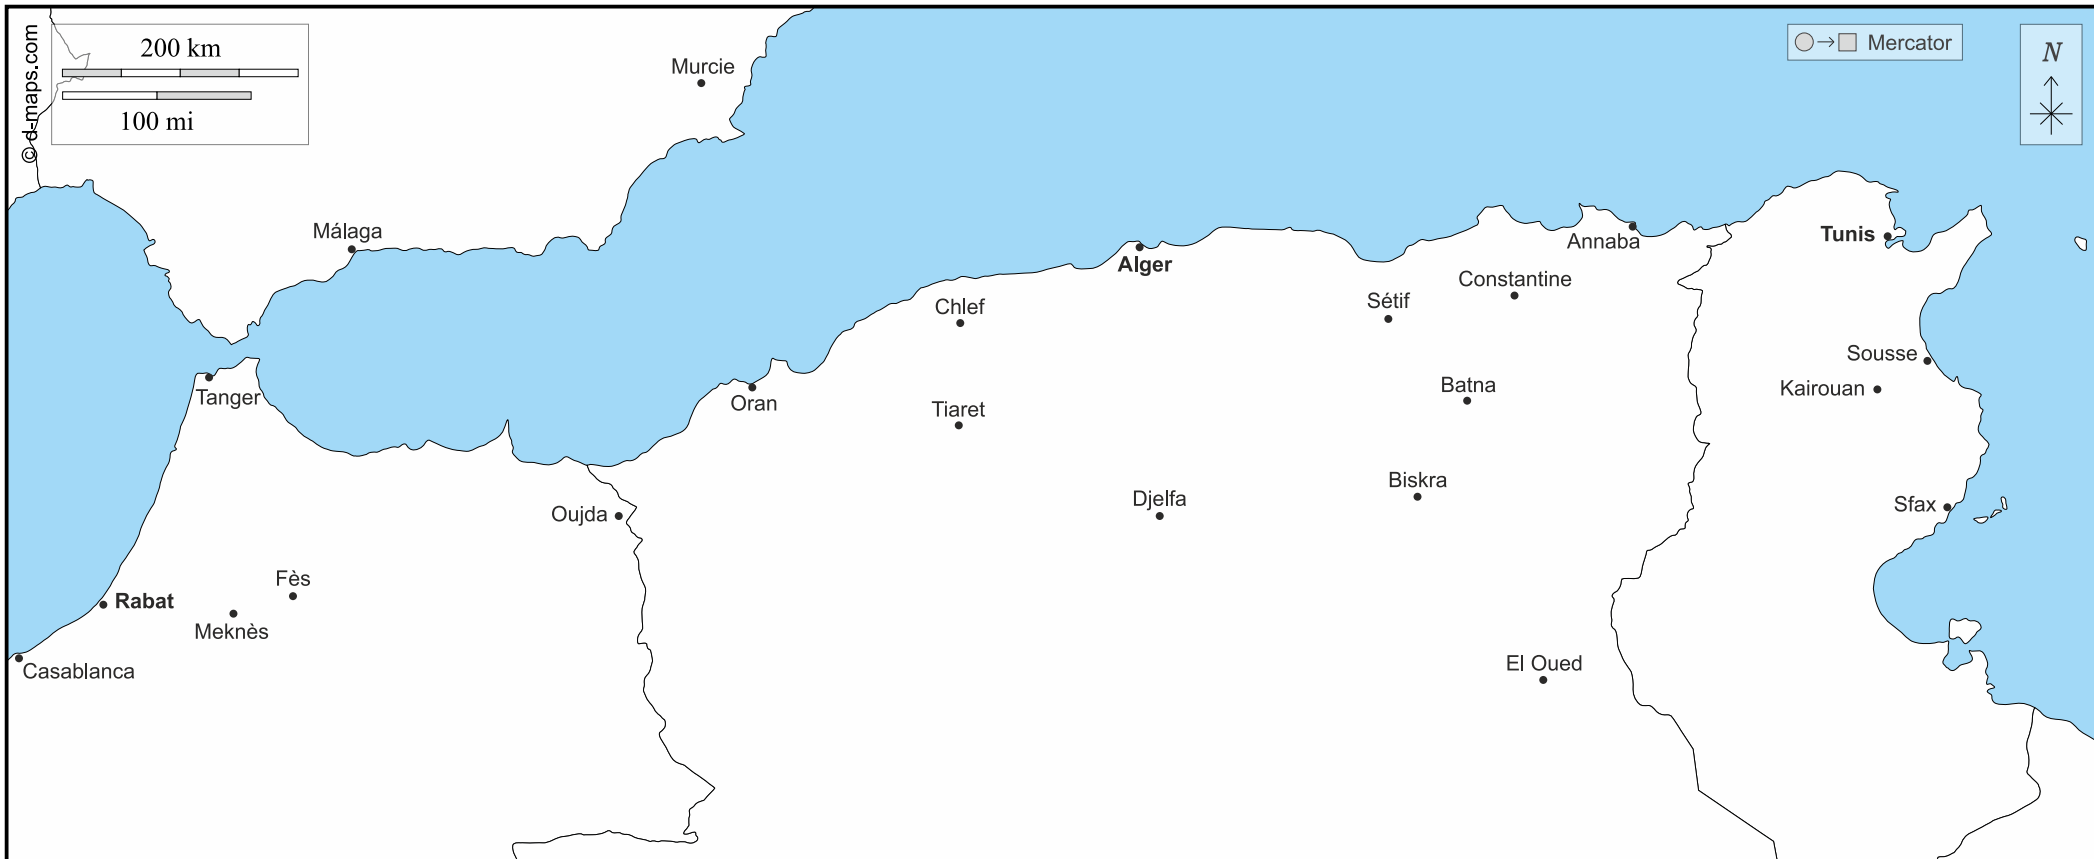 © d-maps.com
200 km
100 mi
Mercator
N
Murcie
Málaga
Tunis
Annaba
Alger
Constantine
Sétif
Chlef
Sousse
Kairouan
Batna
Tanger
Oran
Tiaret
Biskra
Djelfa
Sfax
Oujda
Fès
Rabat
Meknès
El Oued
Casablanca